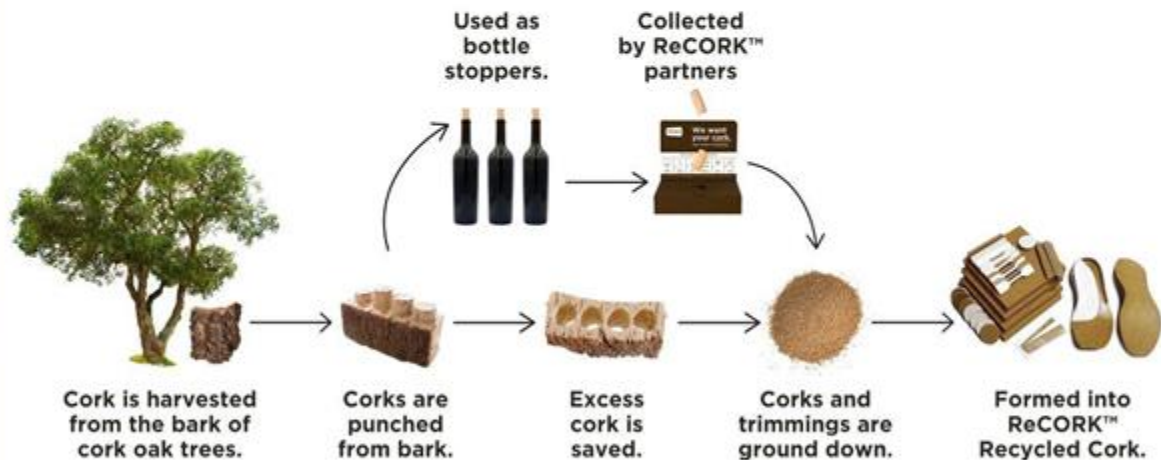 Used as
bottle
stoppers.
Collected
by ReCORK™
partners
We want
your cork.
Cork is harvested
from the bark of
cork oak trees.
Corks are
punched
from bark.
Excess
cork is
saved.
Corks and
trimmings are
ground down.
Formed into
ReCORK™
Recycled Cork.